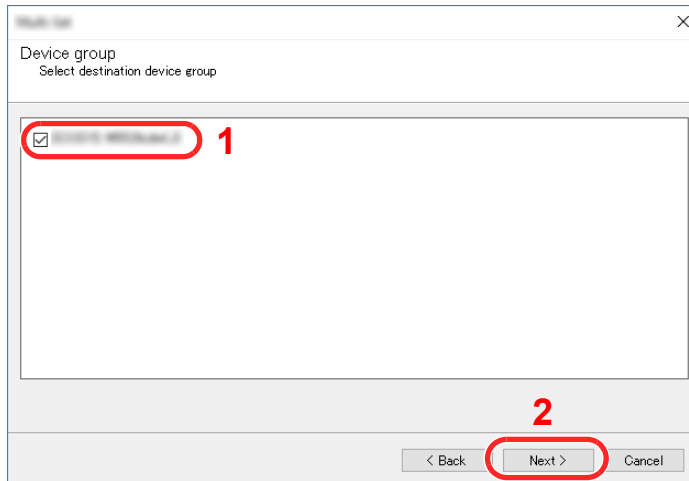 Device group
Select destination device group
1
2
< Back
Next >
Cancel